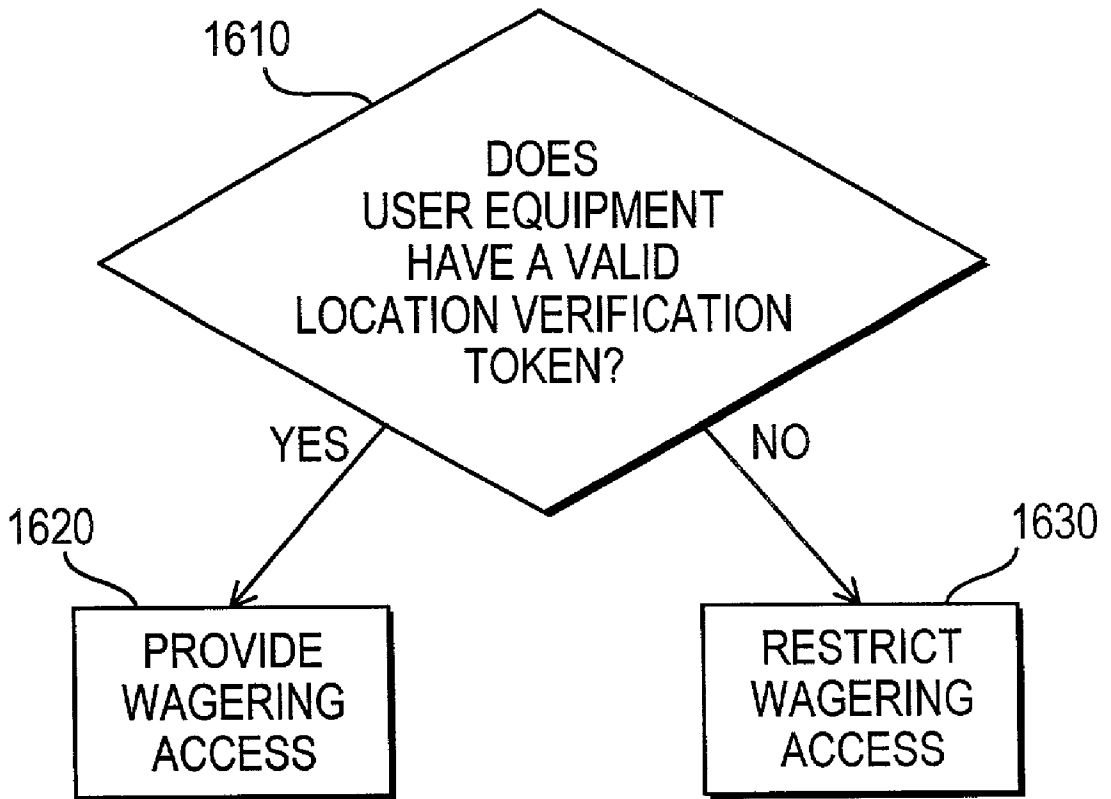 1610
DOES
USER EQUIPMENT
HAVE A VALID
LOCATION VERIFICATION
TOKEN?
YES
NO
1620
1630
PROVIDE
WAGERING
ACCESS
RESTRICT
WAGERING
ACCESS